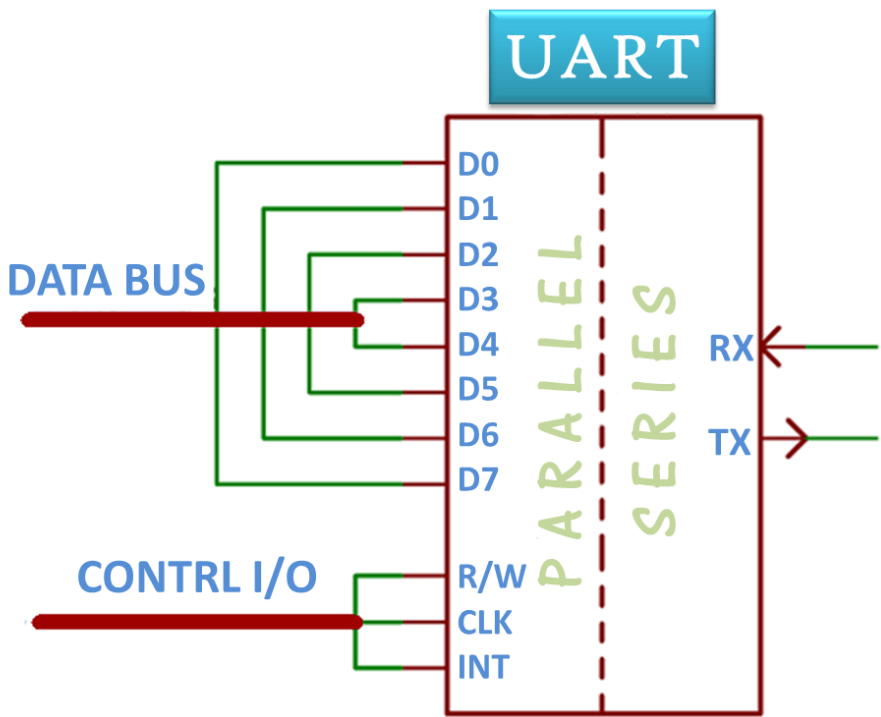 UART
DATA BUS
D0
D1
D2
D3
D4
D5
D6
D7
CONTRL I/O
R/W
CLK
INT
PARALLEL
SERIES
RX
TX